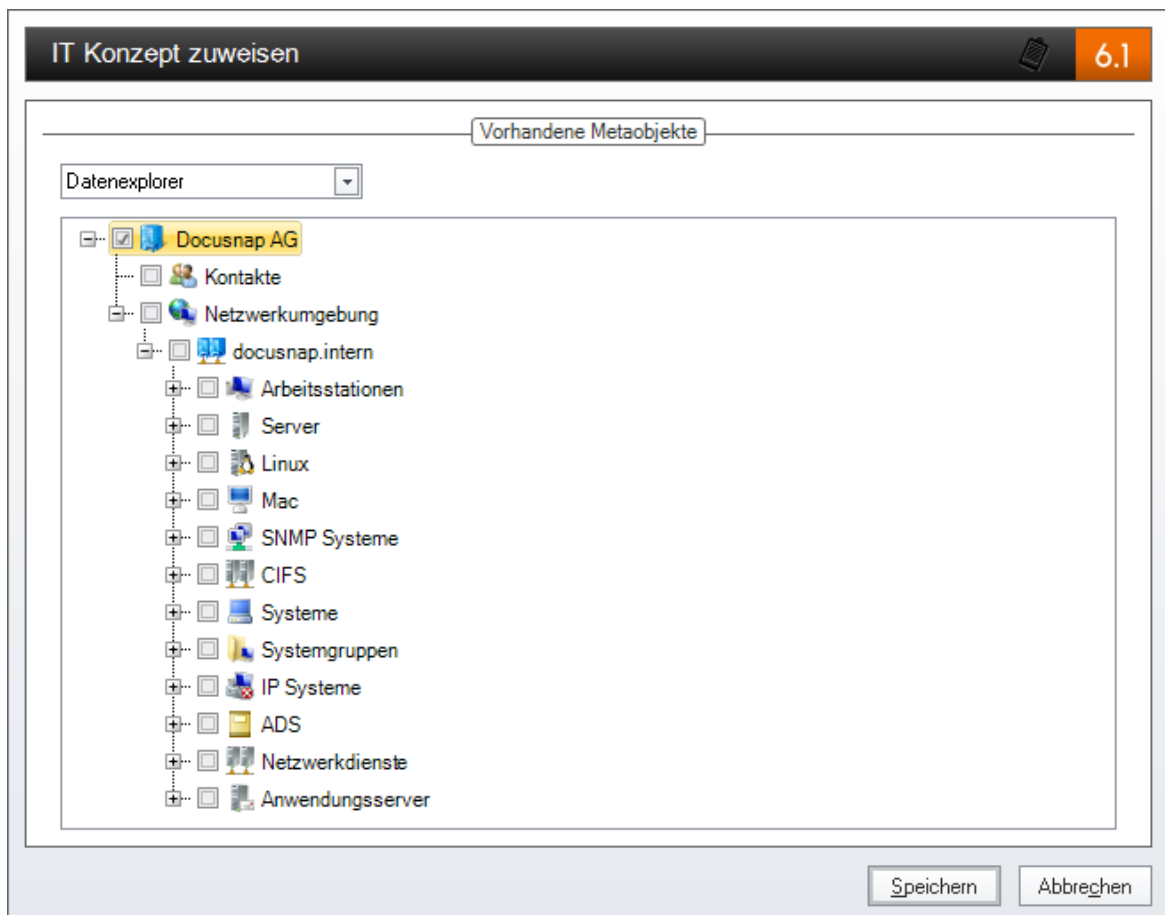 IT Konzept zuweisen
6.1
Vorhandene Metaobjekte
Datenexplorer
Docusnap AG
Kontakte
Netzwerkumgebung
docusnap.intern
Arbeitsstationen
Server
Linux
Mac
SNMP Systeme
CIFS
Systeme
Systemgruppen
IP Systeme
ADS
Netzwerkdienste
Anwendungsserver
Speichern Abbrechen